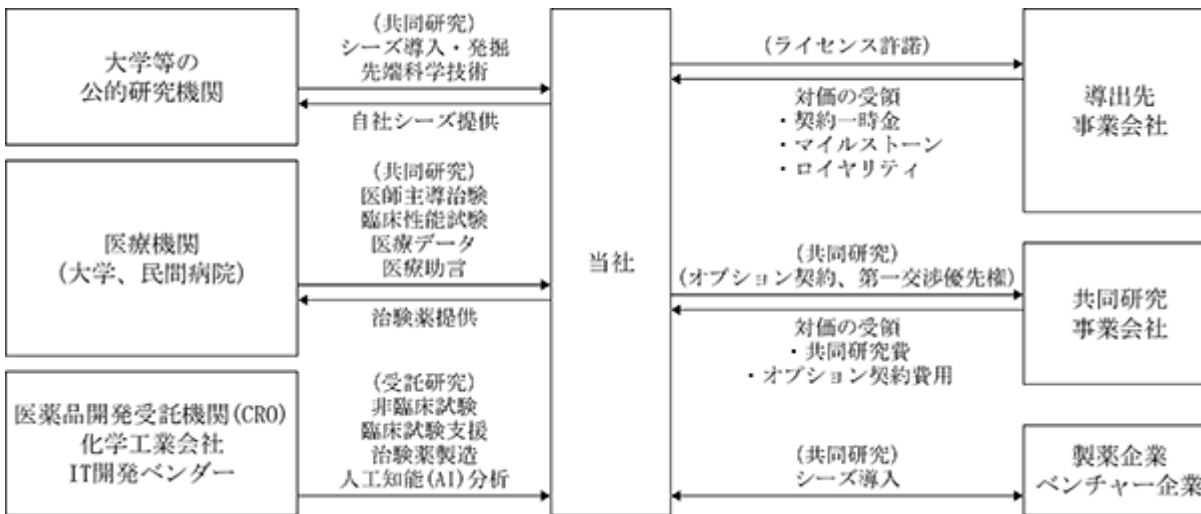 大学等の
公的研究機関
(共同研究)
シーズ導入・発掘
先端科学技術
自社シーズ提供
医療機関
(大学、民間病院)
(共同研究)
医師主導治験
臨床性能試験
医療データ
医療助言
治験薬提供
医薬品開発受託機関(CRO)
化学工業会社
IT開発ベンダー
(受託研究)
非臨床試験
臨床試験支援
治験薬製造
人工知能(AI)分析
当社
(ライセンス許諾)
対価の受領
・契約一時金
・マイルストーン
・ロイヤリティ
導出先
事業会社
(共同研究)
(オプション契約、第一交渉優先権)
対価の受領
・共同研究費
・オプション契約費用
共同研究
事業会社
(共同研究)
シーズ導入
製薬企業
ベンチャー企業